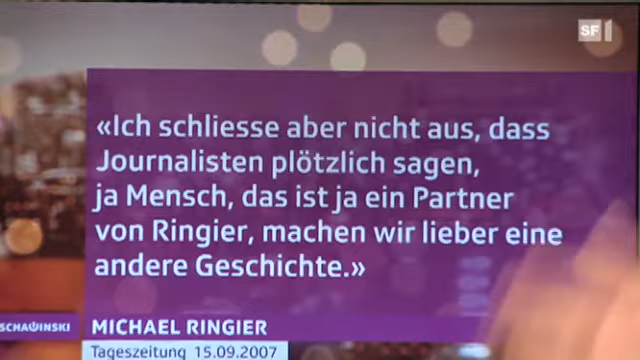 SF1
«Ich schliesse aber nicht aus, dass
Journalisten plötzlich sagen,
ja Mensch, das ist ja ein Partner
von Ringier, machen wir lieber eine
andere Geschichte.»
SCHAWINSKI
MICHAEL RINGIER
Tageszeitung 15.09.2007